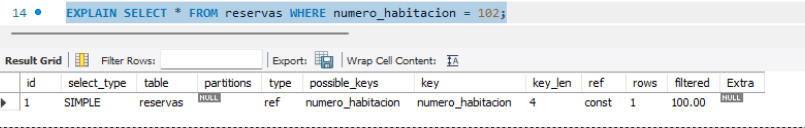 14 EXPLAIN SELECT * FROM reservas WHERE numero_habitacion = 102;
Result Grid Filter Rows: Export: Wrap Cell Content: IA
id select_type table partitions type possible_keys key key_len ref rows filtered Extra
1 SIMPLE reservas NULL ref numero_habitacion numero_habitacion 4 const 1 100.00 NULL